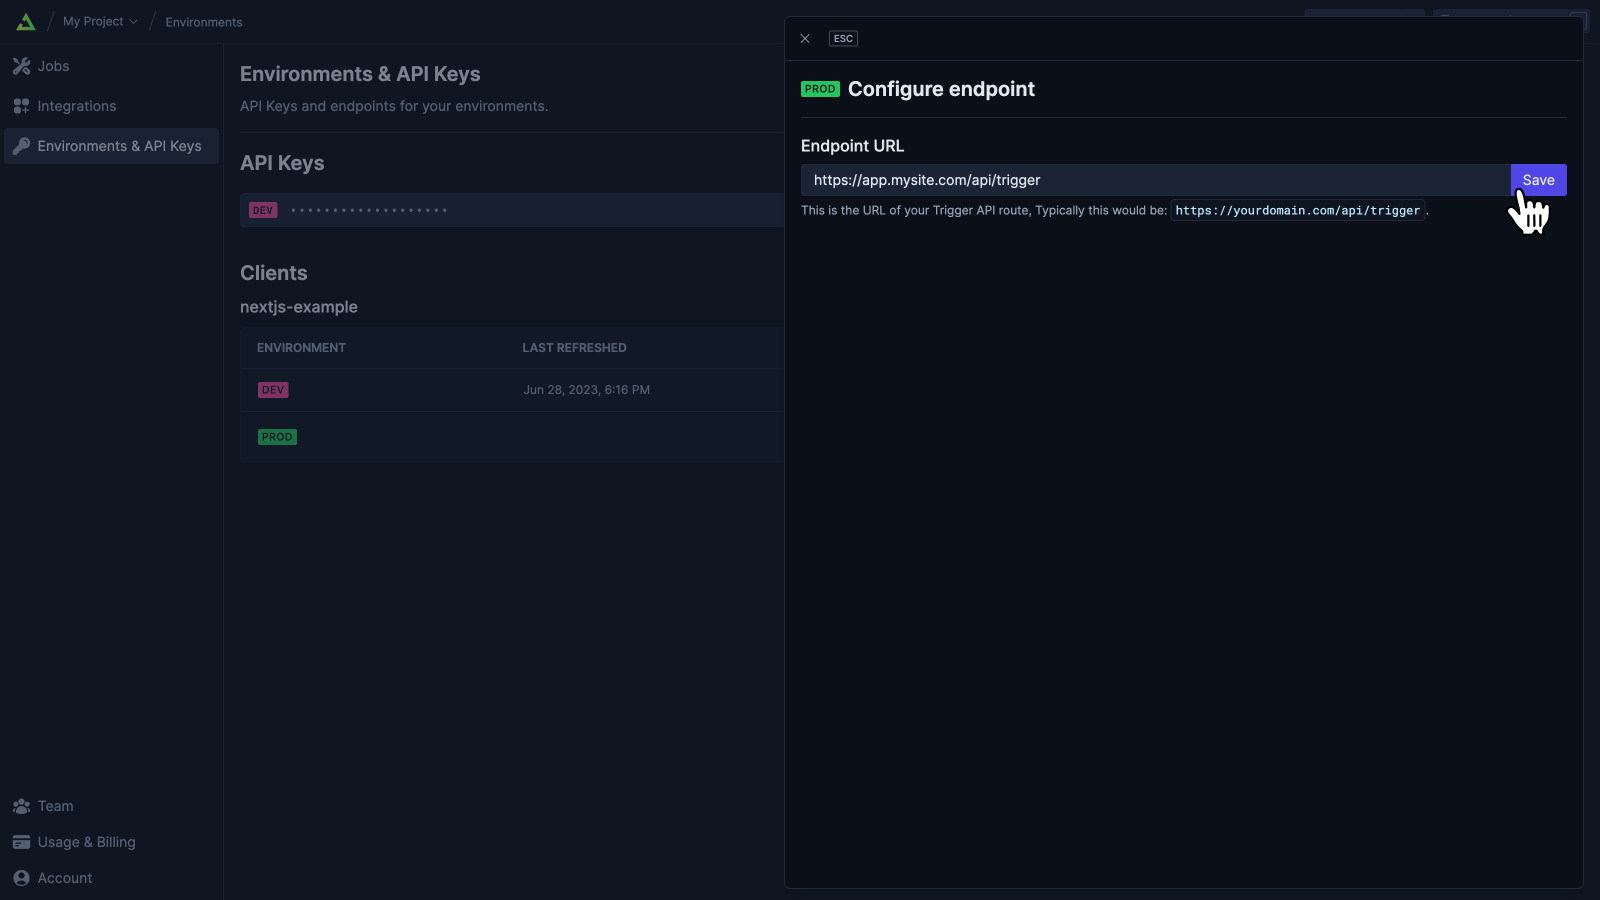 My Project
Environments
Jobs
Integrations
Environments & API Keys
Team
Usage & Billing
Account
Environments & API Keys
API Keys and endpoints for your environments.
API Keys
DEV ••••••••••••••••••
Clients
nextjs-example
ENVIRONMENT LAST REFRESHED
DEV Jun 28, 2023, 6:16 PM
PROD
ESC
PROD Configure endpoint
Endpoint URL
https://app.mysite.com/api/trigger Save
This is the URL of your Trigger API route, Typically this would be: https://yourdomain.com/api/trigger.